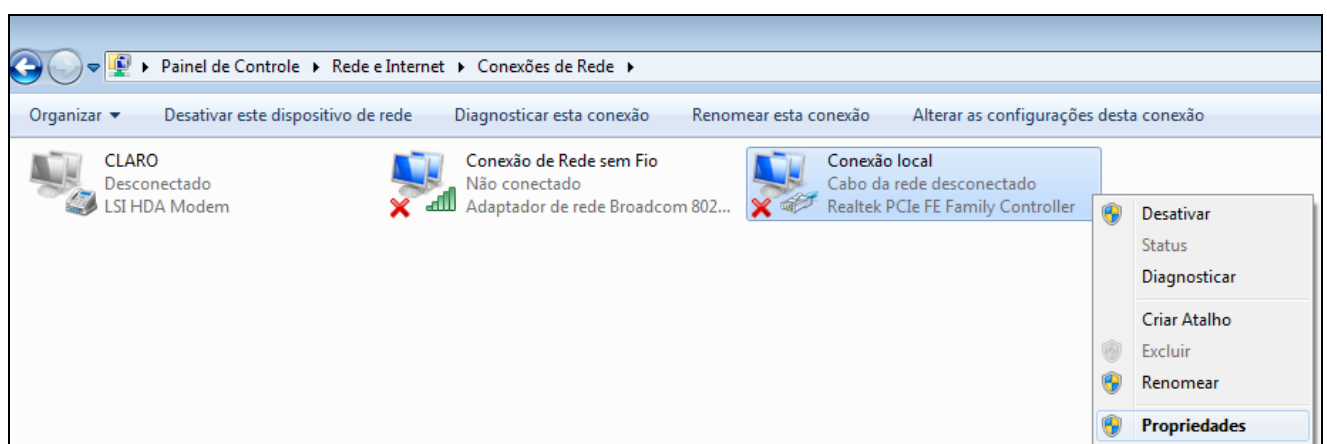 Painel de Controle Rede e Internet Conexões de Rede
Organizar Desativar este dispositivo de rede Diagnosticar esta conexão Renomear esta conexão Alterar as configurações desta conexão
CLARO
Desconectado
LSI HDA Modem
Conexão de Rede sem Fio
Não conectado
Adaptador de rede Broadcom 802...
Conexão local
Cabo da rede desconectado
Realtek PCIe FE Family Controller
Desativar
Status
Diagnosticar
Criar Atalho
Excluir
Renomear
Propriedades